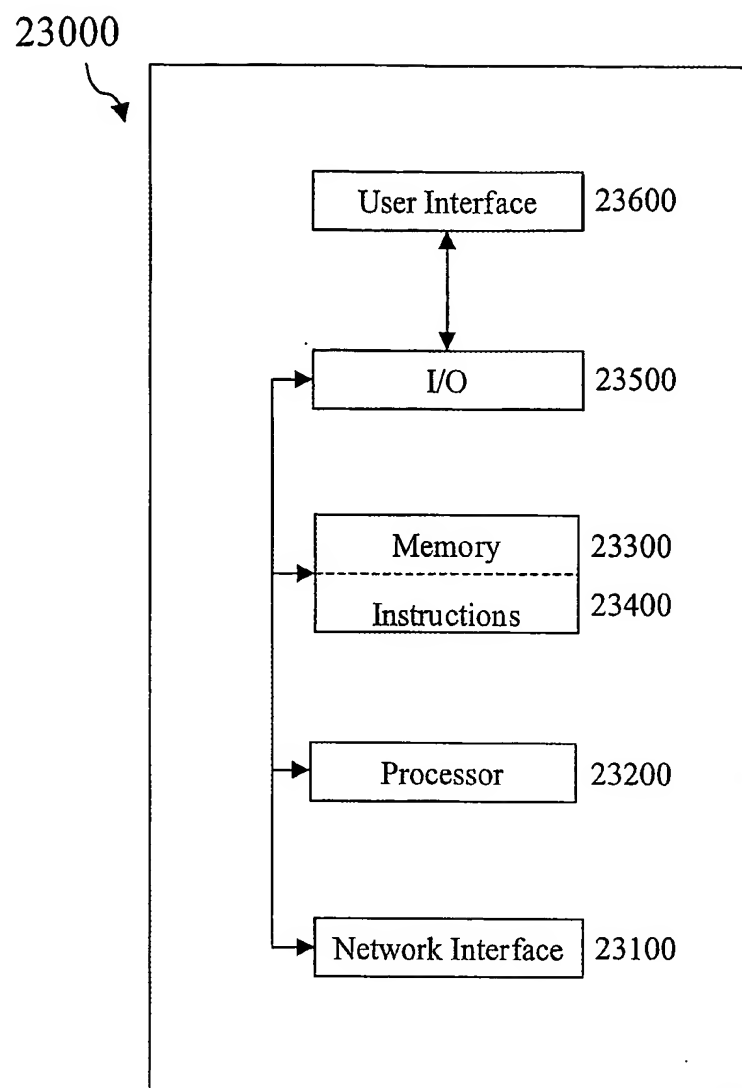 23000
User Interface 23600
I/O 23500
Memory 23300
Instructions 23400
Processor 23200
Network Interface 23100